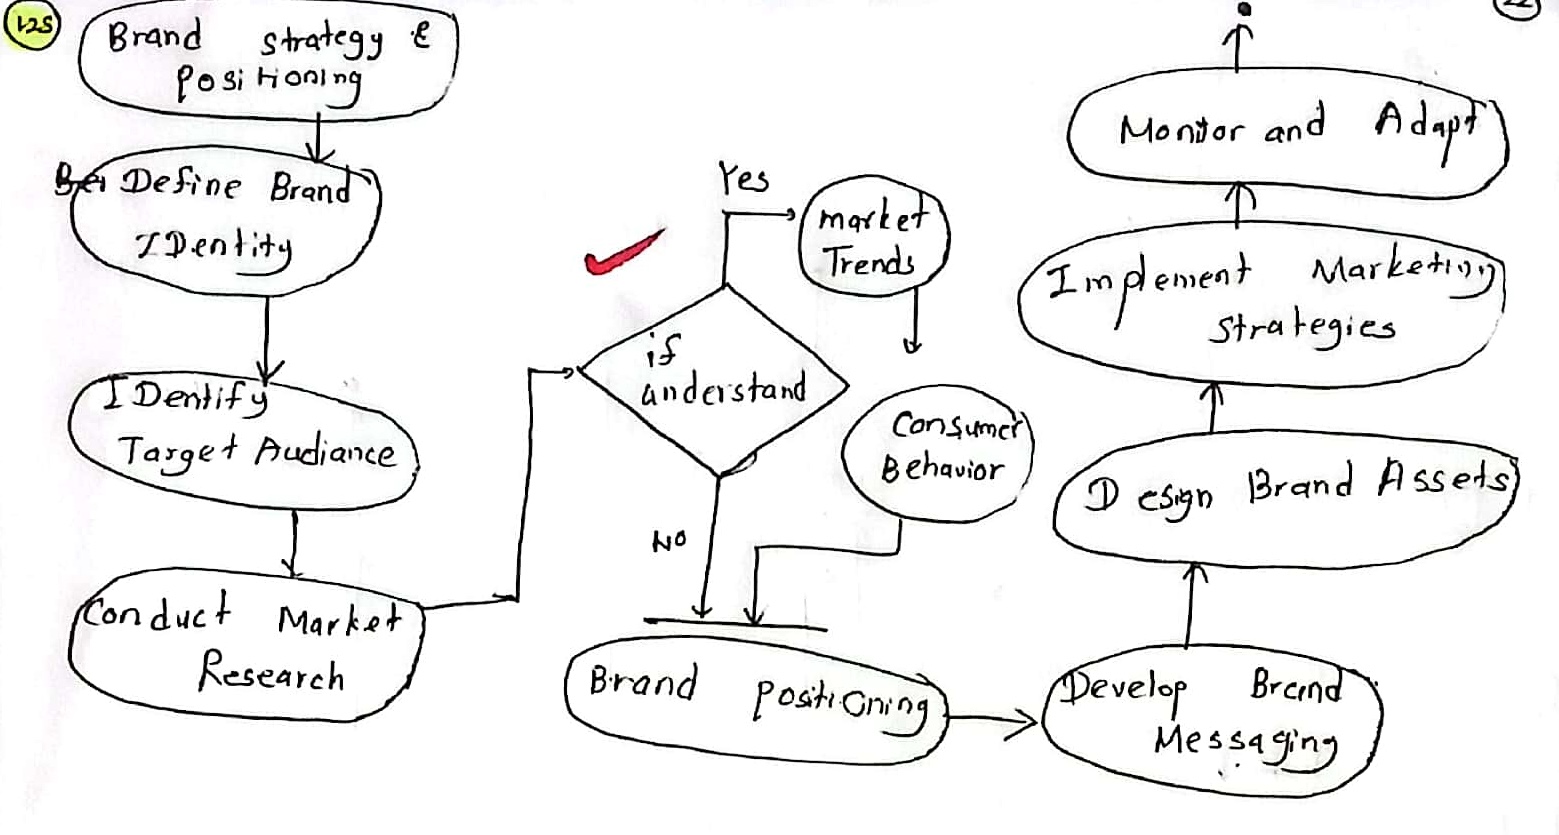 125
Brand strategy &
Positioning
Define Brand
IDentity
IDentify
Target Audiance
Conduct Market
Research
if
understand
Yes
No
market
Trends
Consumer
Behavior
Brand Positioning
Develop Brand
Messaging
Design Brand Assets
Implement Marketing
Strategies
Monitor and Adapt
22